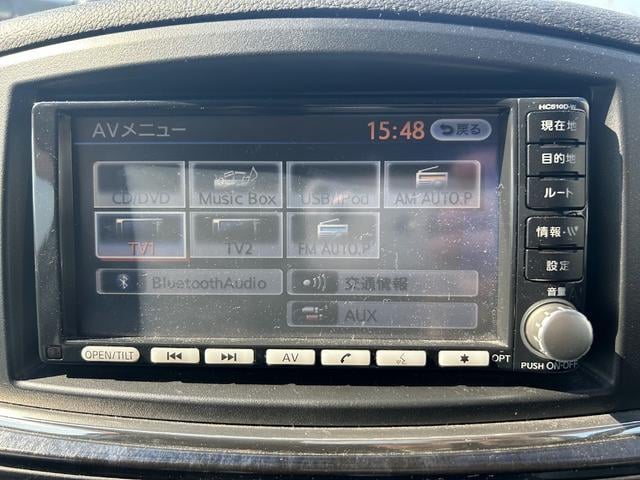 HC510D-W
AVメニュー 15:48 戻る
CD/DVD Music Box USB/iPod AM AUTO.P
TV1 TV2 FM AUTO.P
BluetoothAudio 交通情報
AUX
現在地
目的地
ルート
情報・
設定
音量
PUSH ON-OFF
OPEN/TILT AV OPT